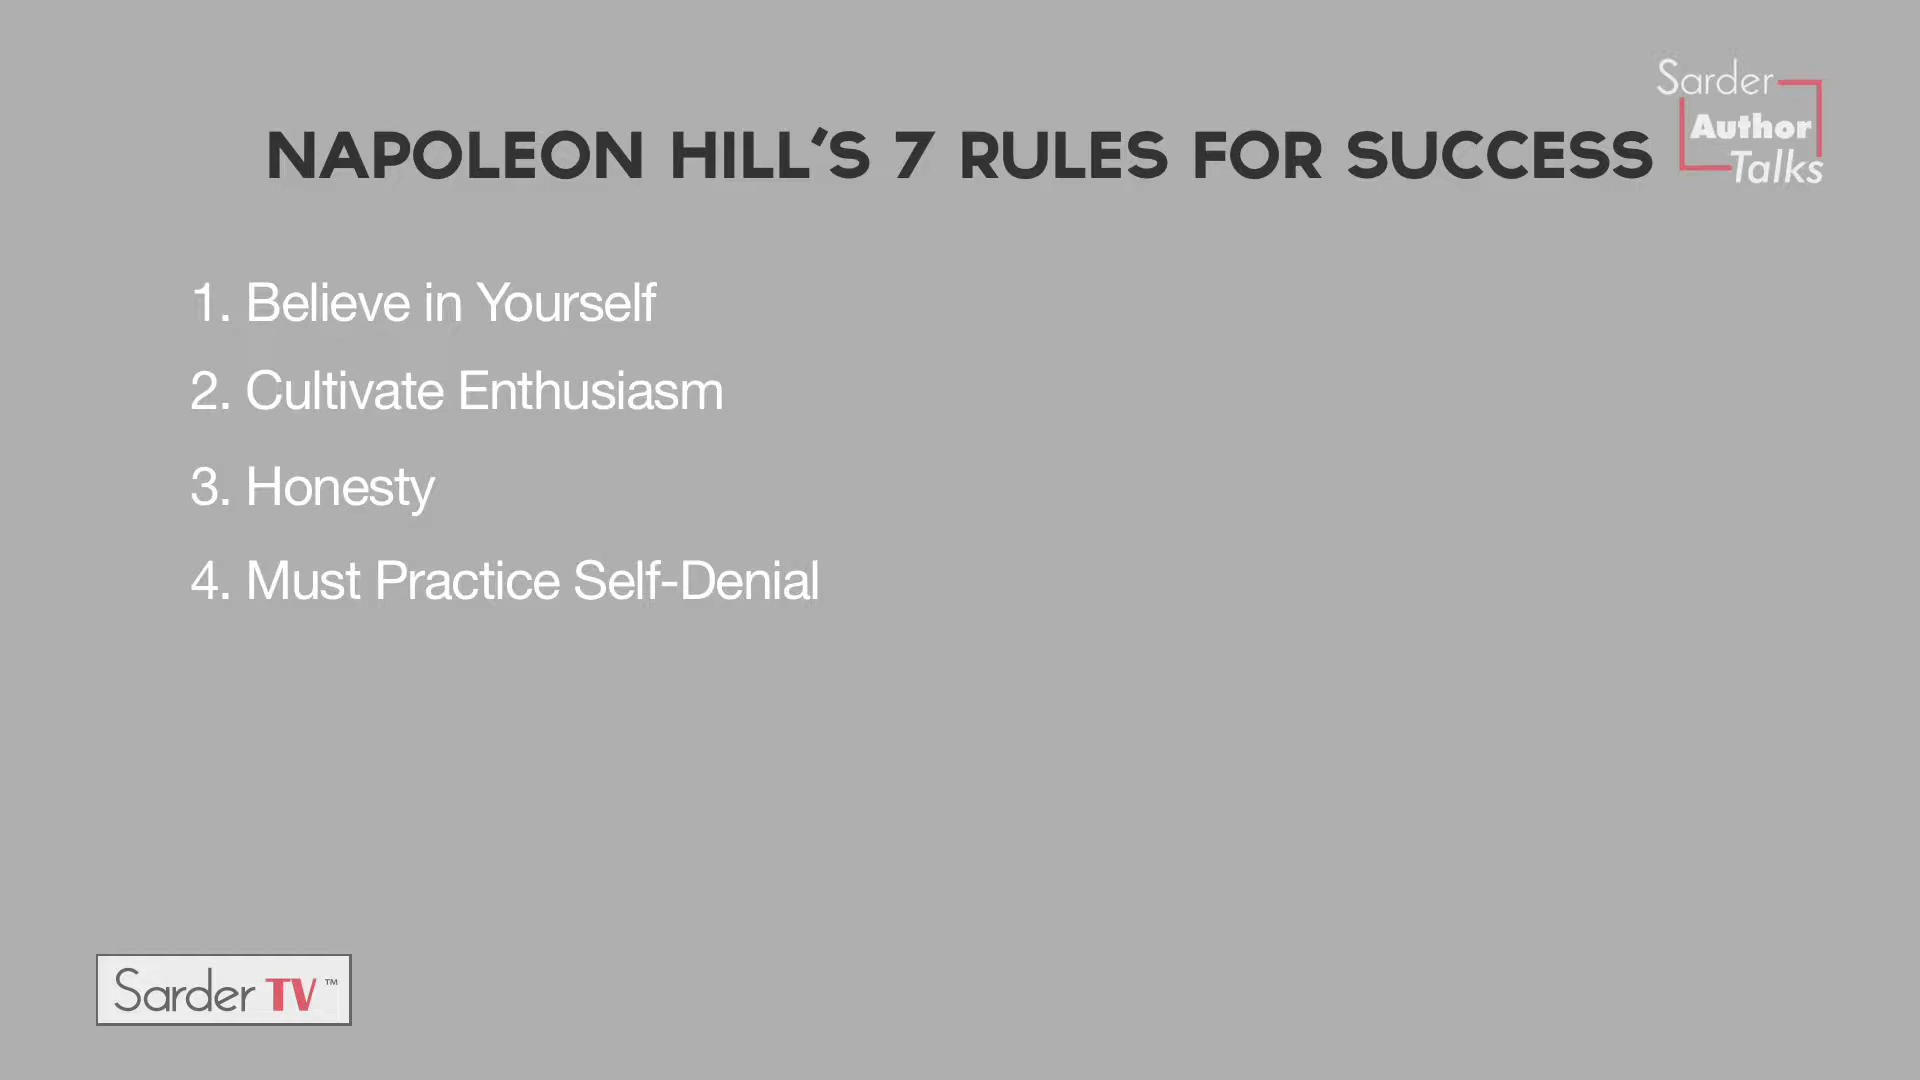 Sarder
Author
Talks
NAPOLEON HILL'S 7 RULES FOR SUCCESS
1. Believe in Yourself
2. Cultivate Enthusiasm
3. Honesty
4. Must Practice Self-Denial
Sarder TV™